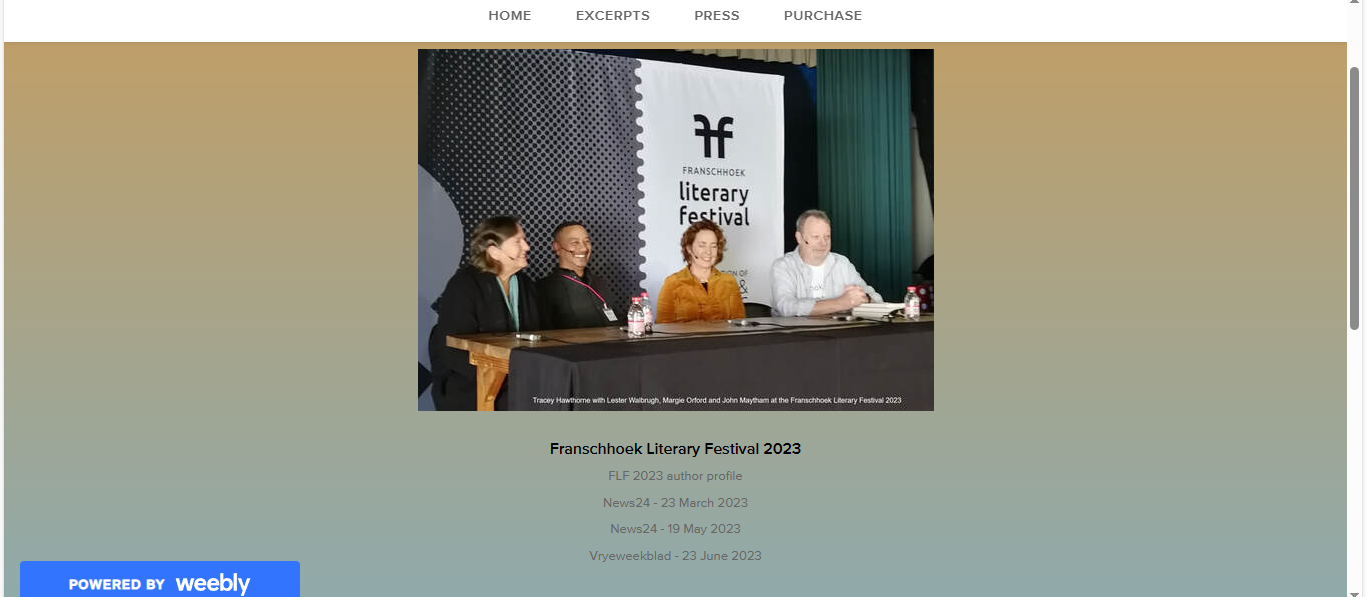 HOME EXCERPTS PRESS PURCHASE
FRANSCHHOEK
literary
festival
Tracey Hawthorne with Lester Walbrugh, Margie Orford and John Maytham at the Franschhoek Literary Festival 2023
Franschhoek Literary Festival 2023
FLF 2023 author profile
News24 - 23 March 2023
News24 - 19 May 2023
Vryeweekblad - 23 June 2023
POWERED BY weebly